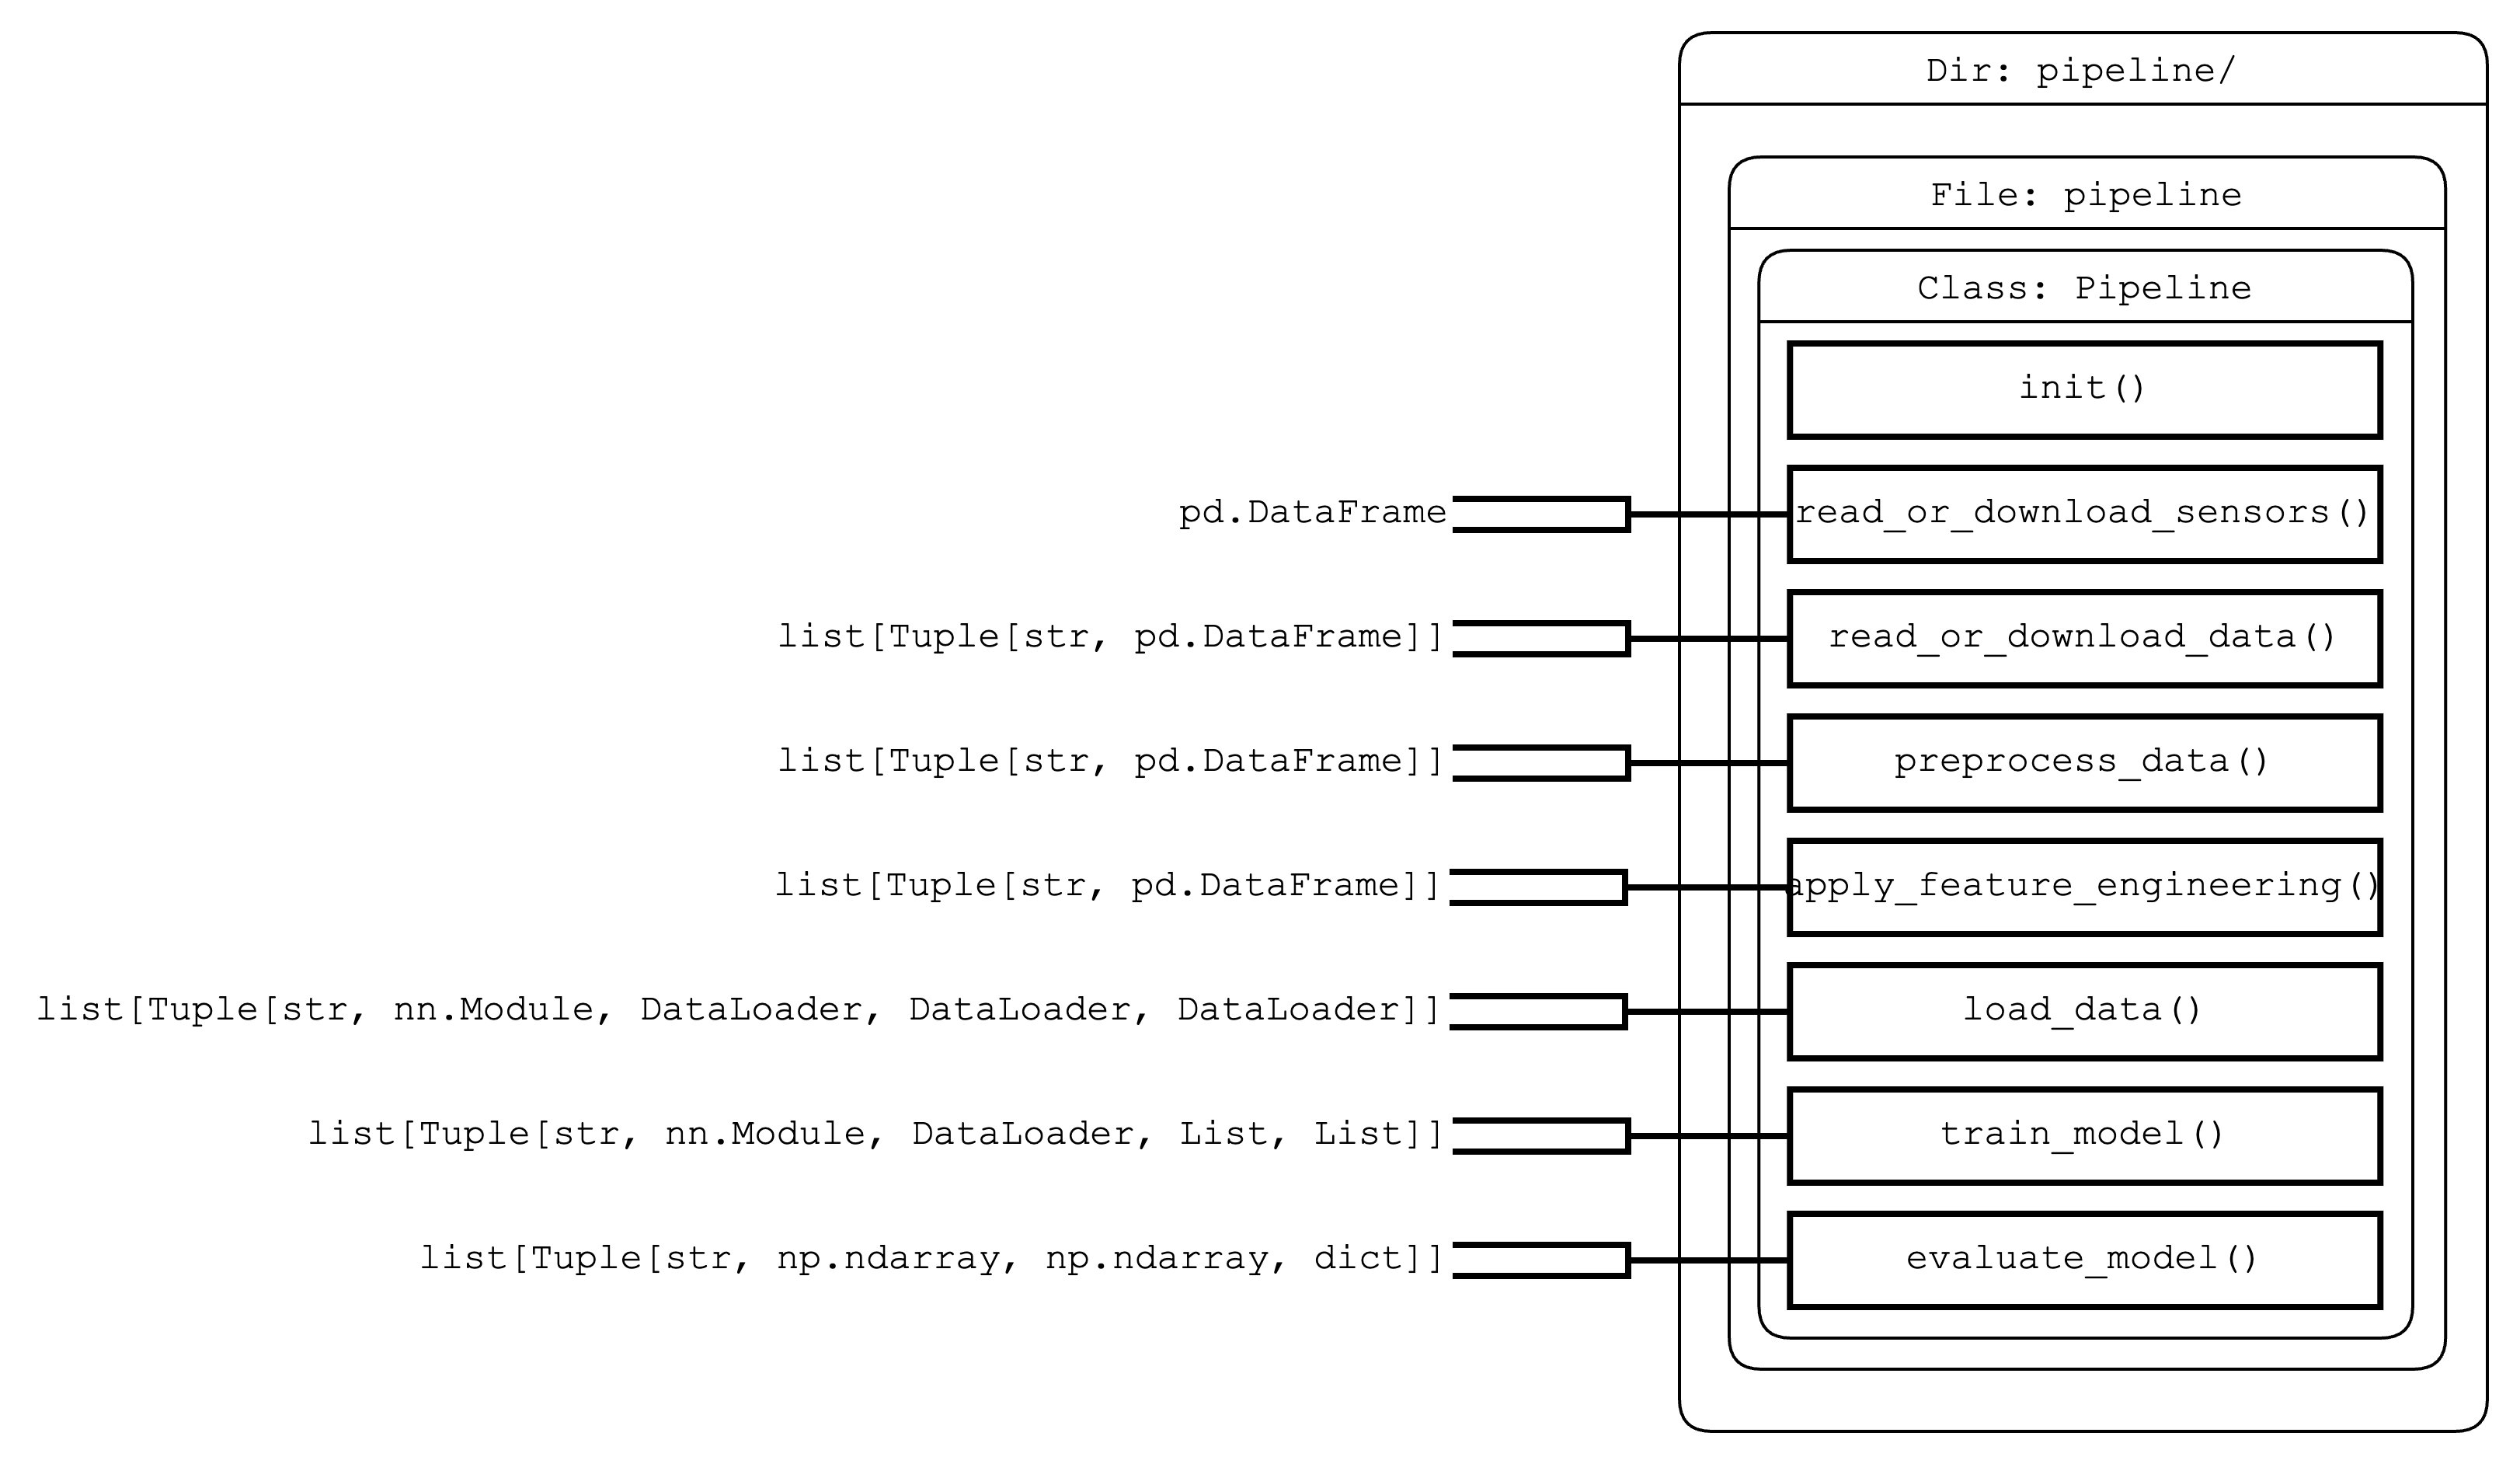 Dir: pipeline/
File: pipeline
Class: Pipeline
init()
pd.DataFrame read_or_download_sensors()
list[Tuple[str, pd.DataFrame]] read_or_download_data()
list[Tuple[str, pd.DataFrame]] preprocess_data()
list[Tuple[str, pd.DataFrame]] apply_feature_engineering()
list[Tuple[str, nn.Module, DataLoader, DataLoader, DataLoader]] load_data()
list[Tuple[str, nn.Module, DataLoader, List, List]] train_model()
list[Tuple[str, np.ndarray, np.ndarray, dict]] evaluate_model()